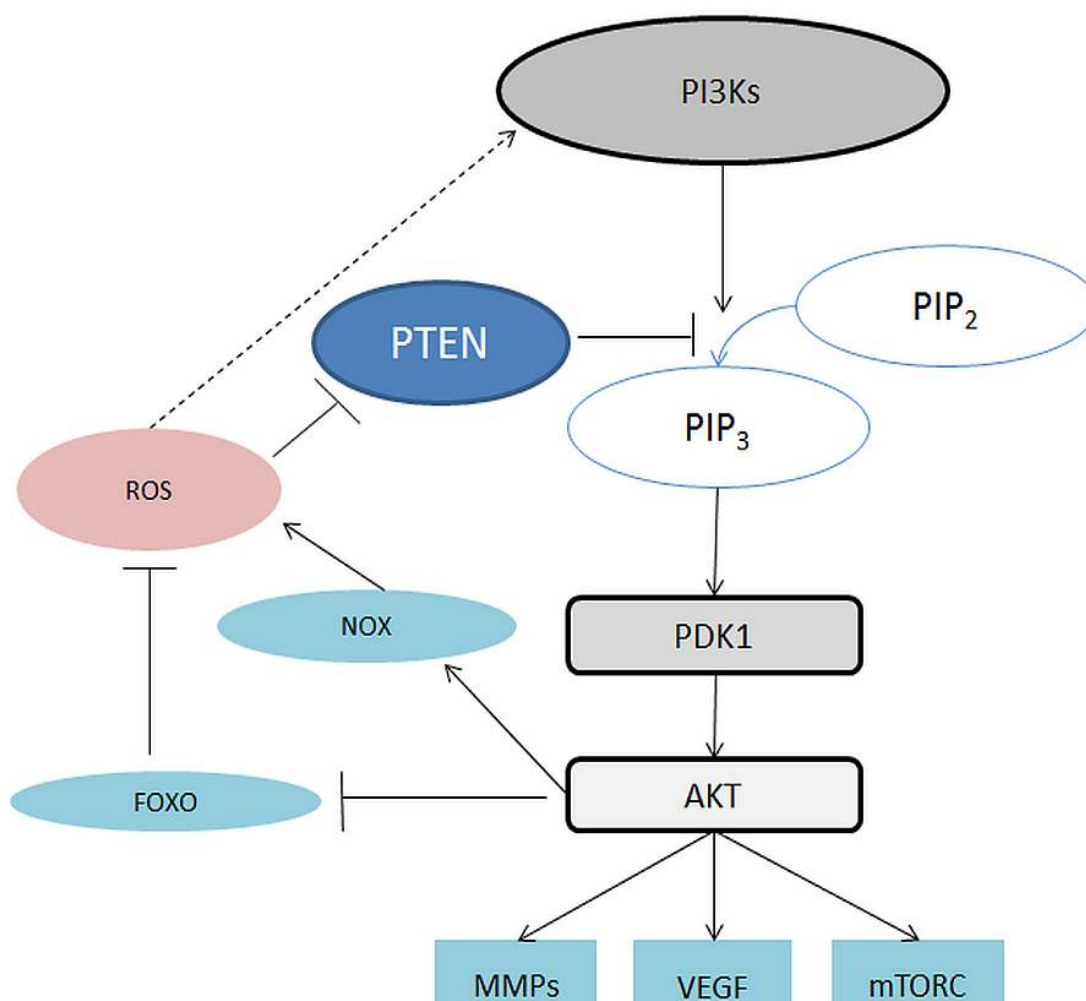 PI3Ks
PIP₂
PTEN
PIP₃
ROS
NOX
PDK1
FOXO
AKT
MMPs
VEGF
mTORC